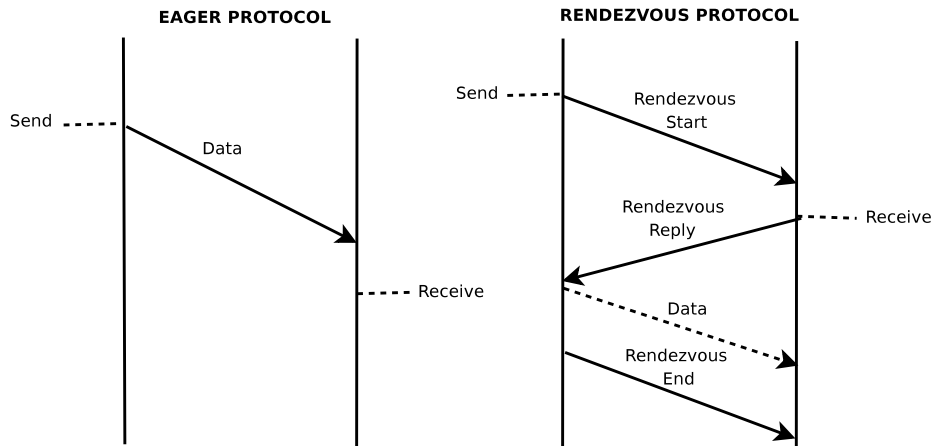 EAGER PROTOCOL
Send
Data
Receive
RENDEZVOUS PROTOCOL
Send
Rendezvous
Start
Rendezvous
Reply
Receive
Data
Rendezvous
End